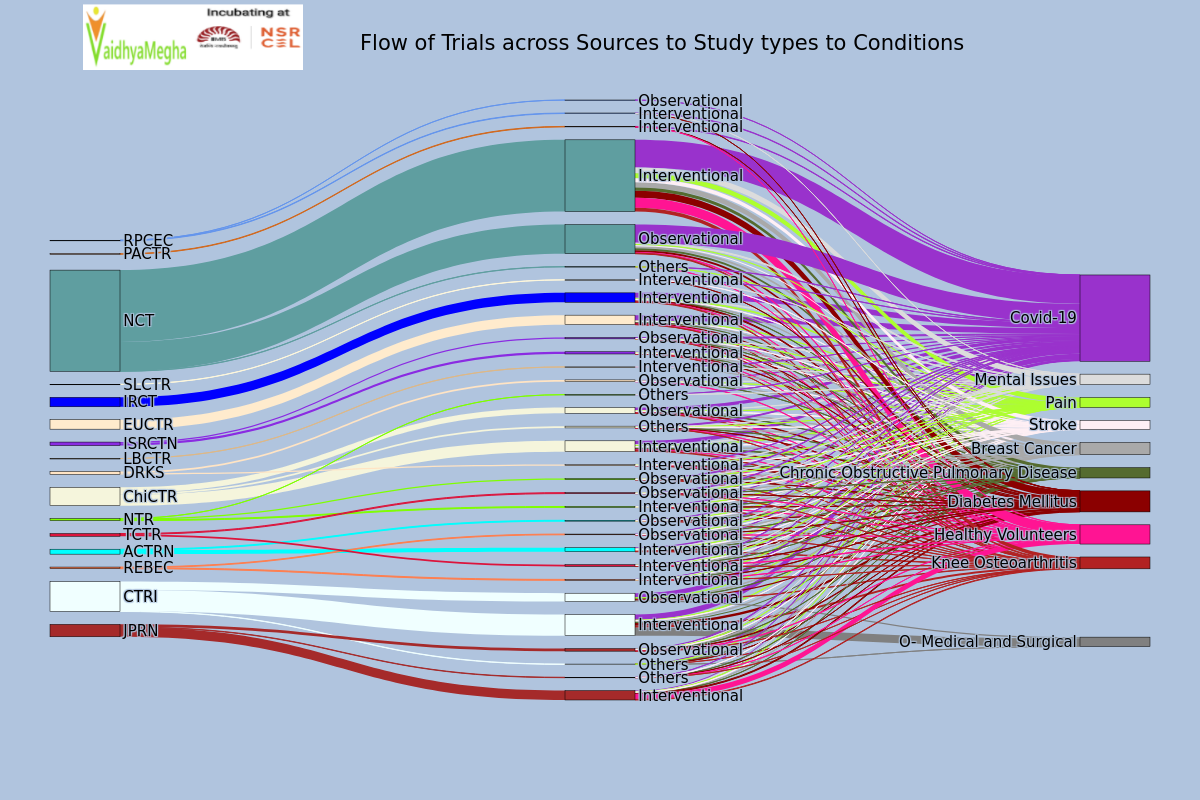 Incubating at
VaidhyaMegha
NSR
CEL
Flow of Trials across Sources to Study types to Conditions
RPCEC
PACTR
NCT
SLCTR
IRCT
EUCTR
ISRCTN
LBCTR
DRKS
ChiCTR
NTR
TCTR
ACTRN
REBEC
CTRI
JPRN
Observational
Interventional
Interventional
Interventional
Observational
Others
Interventional
Interventional
Interventional
Observational
Interventional
Interventional
Observational
Others
Observational
Others
Interventional
Interventional
Observational
Observational
Interventional
Observational
Observational
Interventional
Interventional
Interventional
Observational
Interventional
Observational
Others
Others
Interventional
Covid-19
Mental Issues
Pain
Stroke
Breast Cancer
Chronic Obstructive Pulmonary Disease
Diabetes Mellitus
Healthy Volunteers
Knee Osteoarthritis
O- Medical and Surgical